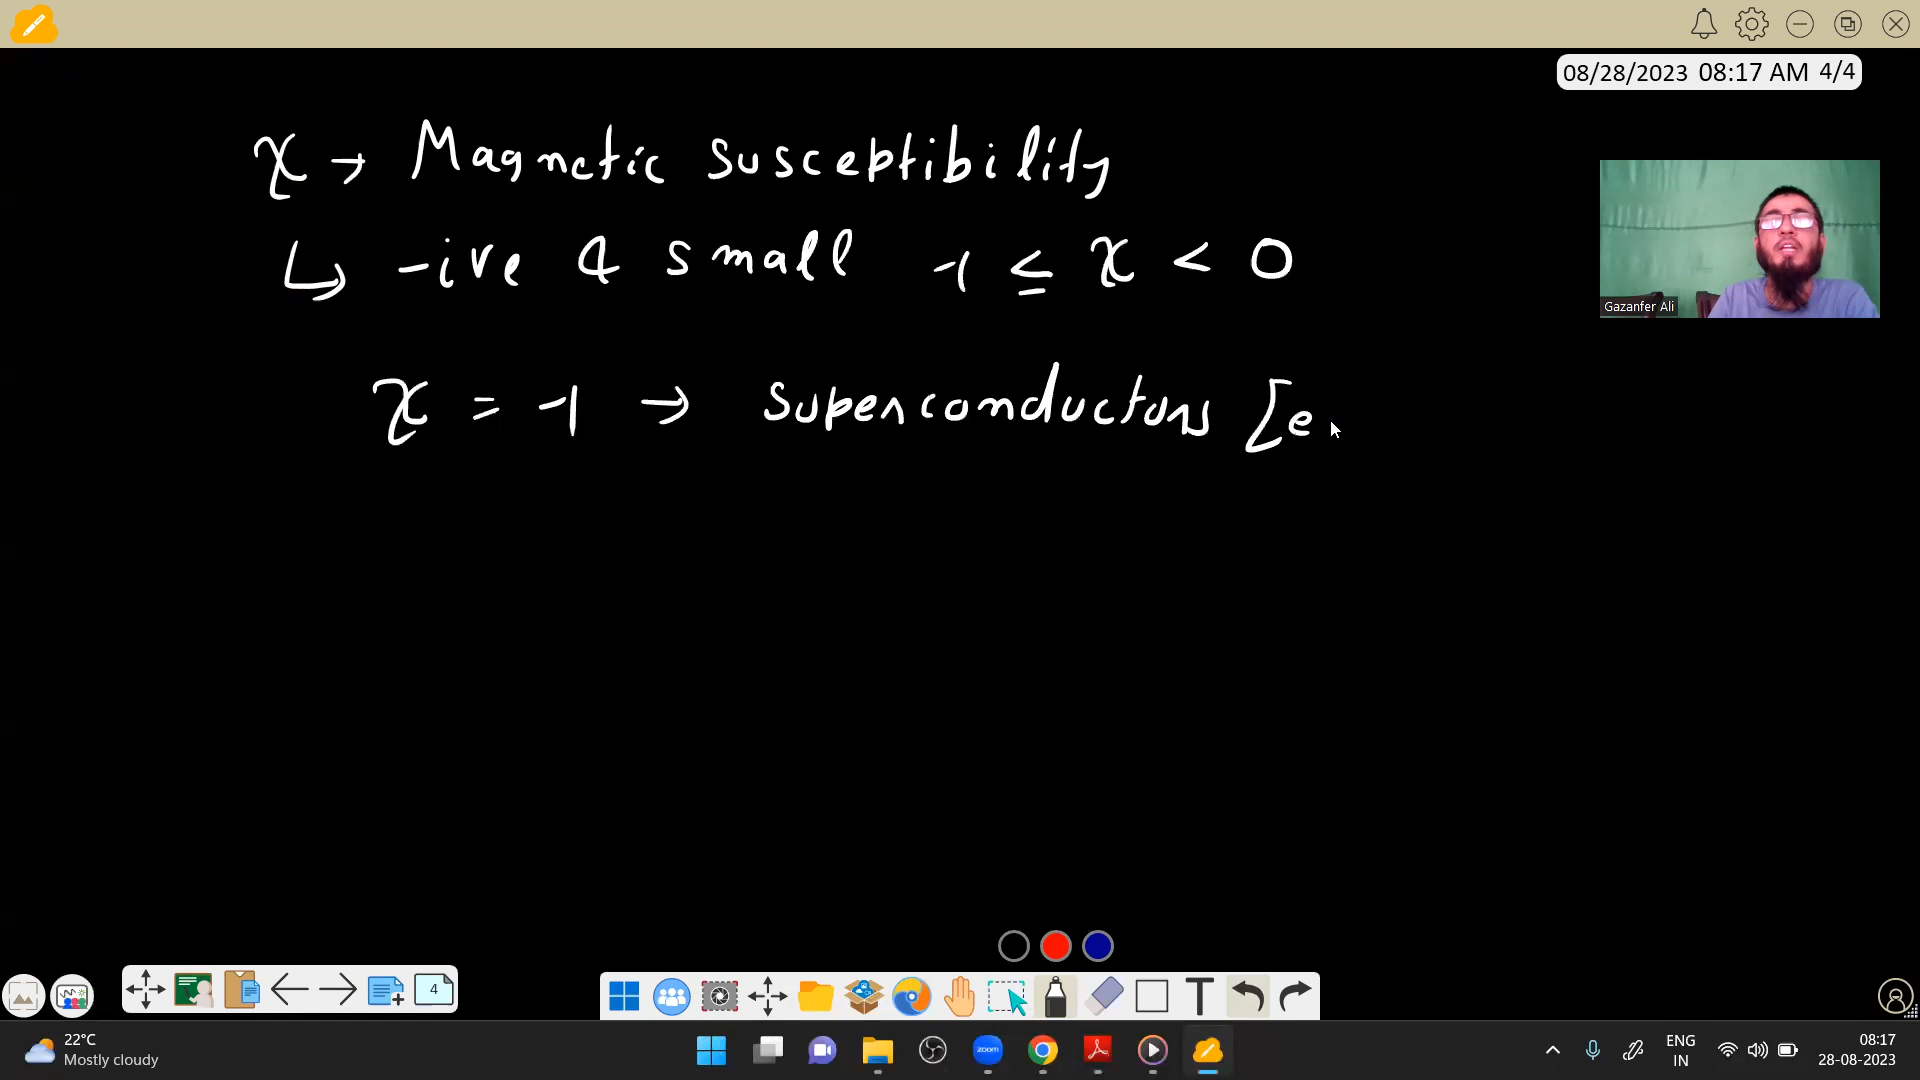 08/28/2023 08:17 AM 4/4
χ → Magnetic susceptibility
↳ -ive & small -1 ≤ χ < 0
Gazanfer Ali
χ = -1 → Superconductors [e
4
22°C
Mostly cloudy
zoom
ENG
IN
08:17
28-08-2023